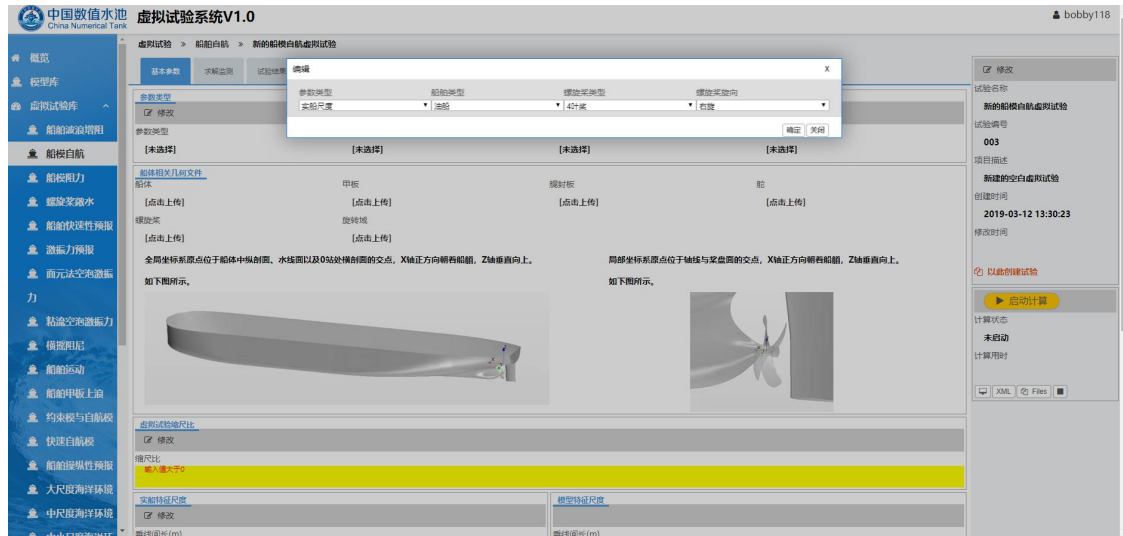 中国数值水池
China Numerical Tank
虚拟试验系统V1.0
bobby118
概览
模型库
虚拟试验库
船舶波浪增阻
船模自航
船模阻力
螺旋桨敞水
船舶快速性预报
激振力预报
面元法空泡激振
力
粘流空泡激振力
横摇阻尼
船舶运动
船舶甲板上浪
约束模与自航模
快速自航模
船舶操纵性预报
大尺度海洋环境
中尺度海洋环境
虚拟试验 » 船舶自航 » 新的船模自航虚拟试验
基本参数 求解监测 试验结果
编辑 x
参数类型 船舶类型 螺旋桨类型 螺旋桨旋向
实船尺度 油船 4叶桨 右旋
确定 关闭
参数类型
修改
参数类型
[未选择] [未选择] [未选择] [未选择]
船体相关几何文件
船体 甲板 艉封板 舵
[点击上传] [点击上传] [点击上传] [点击上传]
螺旋桨 旋转域
[点击上传] [点击上传]
全局坐标系原点位于船体中纵剖面、水线面以及0站处横剖面的交点，X轴正方向朝着船艏，Z轴垂直向上。
如下图所示。
局部坐标系原点位于轴线与桨盘面的交点，X轴正方向朝着船艏，Z轴垂直向上。
如下图所示。
虚拟试验缩尺比
修改
缩尺比
输入值大于0
实船特征尺度
修改
垂线间长(m)
模型特征尺度
垂线间长(m)
修改
试验名称
新的船模自航虚拟试验
试验编号
003
项目描述
新建的空白虚拟试验
创建时间
2019-03-12 13:30:23
修改时间
以此创建试验
启动计算
计算状态
未启动
计算用时
XML Files